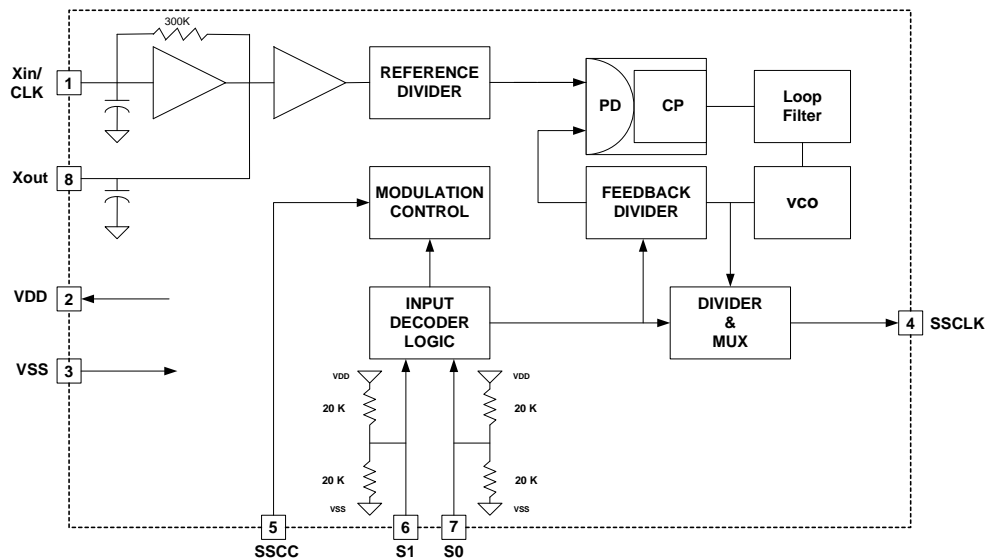 300K
Xin/
CLK
1
REFERENCE
DIVIDER
PD
CP
Loop
Filter
Xout
8
MODULATION
CONTROL
FEEDBACK
DIVIDER
vco
VDD
2
INPUT
DECODER
LOGIC
DIVIDER
&
MUX
4
SSCLK
VSS
3
VDD
VDD
20 K
20 K
20 K
20 K
VSS
VSS
5
6
7
SSCC
S1
S0